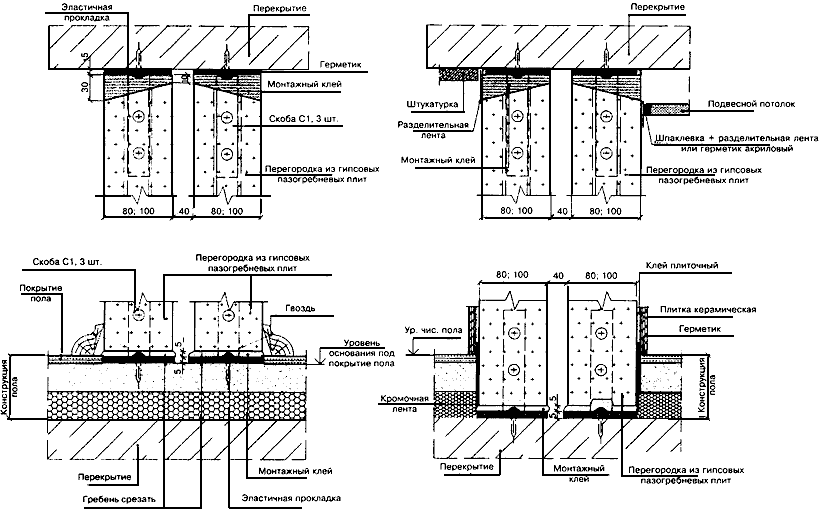 Эластичная
прокладка
Перекрытие
5
30
10
Герметик
Монтажный клей
Скоба С1, 3 шт.
Перегородка из гипсовых
пазогребневых плит
80; 100
40
80; 100
Перекрытие
Штукатурка
Разделительная
лента
Монтажный клей
Подвесной потолок
Шпаклевка + разделительная лента
или герметик акриловый
Перегородка из гипсовых
пазогребневых плит
80; 100
40
80; 100
Скоба С1, 3 шт.
Перегородка из гипсовых
пазогребневых плит
Покрытие
пола
Гвоздь
Уровень
основания под
покрытие пола
5
5
Конструкция
пола
Перекрытие
Монтажный клей
Гребень срезать
Эластичная прокладка
80; 100
40
80; 100
Клей плиточный
Плитка керамическая
Герметик
Ур. чис. пола
Кромочная
лента
5
5
Конструкция
пола
Перекрытие
Монтажный
клей
Перегородка из гипсовых
пазогребневых плит